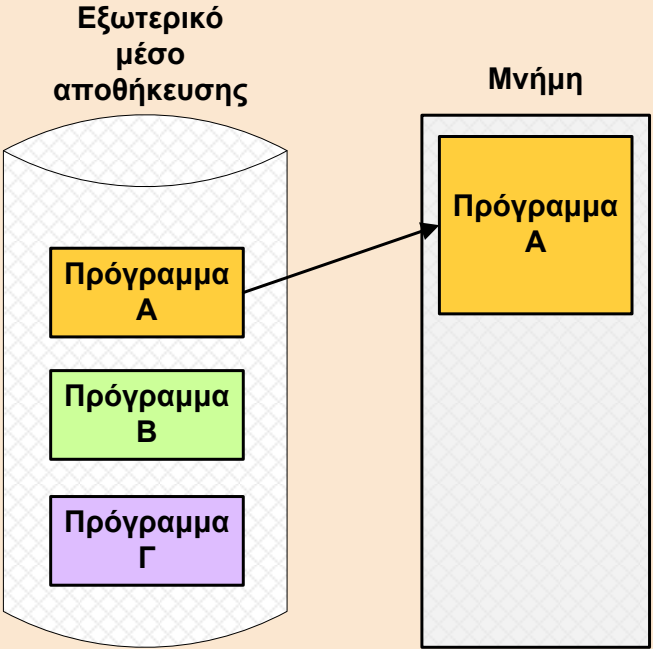 Εξωτερικό
μέσο
αποθήκευσης
Μνήμη
Πρόγραμμα
Α
Πρόγραμμα
Α
Πρόγραμμα
Β
Πρόγραμμα
Γ